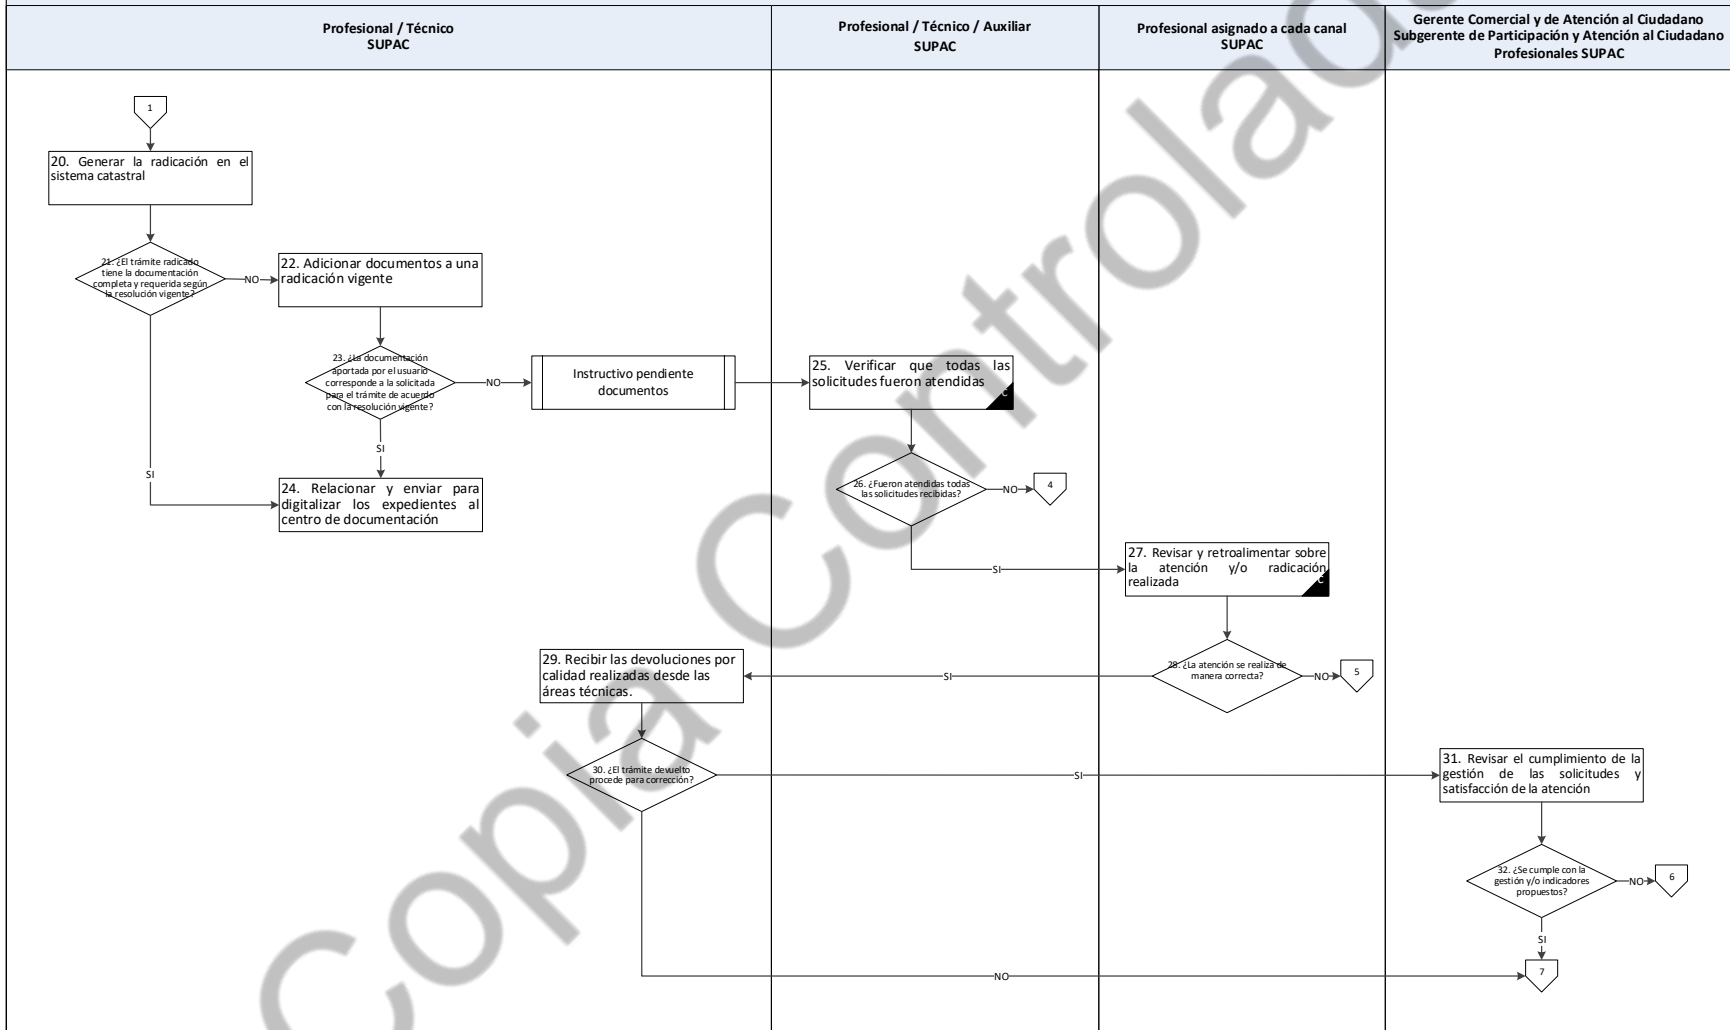 Profesional / Técnico
SUPAC
Profesional / Técnico / Auxiliar
SUPAC
Profesional asignado a cada canal
SUPAC
Gerente Comercial y de Atención al Ciudadano
Subgerente de Participación y Atención al Ciudadano
Profesionales SUPAC
1
20. Generar la radicación en el
sistema catastral
21. ¿El trámite radicado
tiene la documentación
completa y requerida según
la resolución vigente?
NO
22. Adicionar documentos a una
radicación vigente
23. ¿La documentación
aportada por el usuario
corresponde a la solicitada
para el trámite de acuerdo
con la resolución vigente?
NO
Instructivo pendiente
documentos
25. Verificar que todas las
solicitudes fueron atendidas
C
SI
SI
24. Relacionar y enviar para
digitalizar los expedientes al
centro de documentación
26. ¿Fueron atendidas todas
las solicitudes recibidas?
NO
4
SI
27. Revisar y retroalimentar sobre
la atención y/o radicación
realizada
C
28. ¿La atención se realiza de
manera correcta?
NO
5
SI
29. Recibir las devoluciones por
calidad realizadas desde las
áreas técnicas.
30. ¿El trámite devuelto
procede para corrección?
SI
31. Revisar el cumplimiento de la
gestión de las solicitudes y
satisfacción de la atención
32. ¿Se cumple con la
gestión y/o indicadores
propuestos?
NO
6
SI
NO
7
Copia Controlad